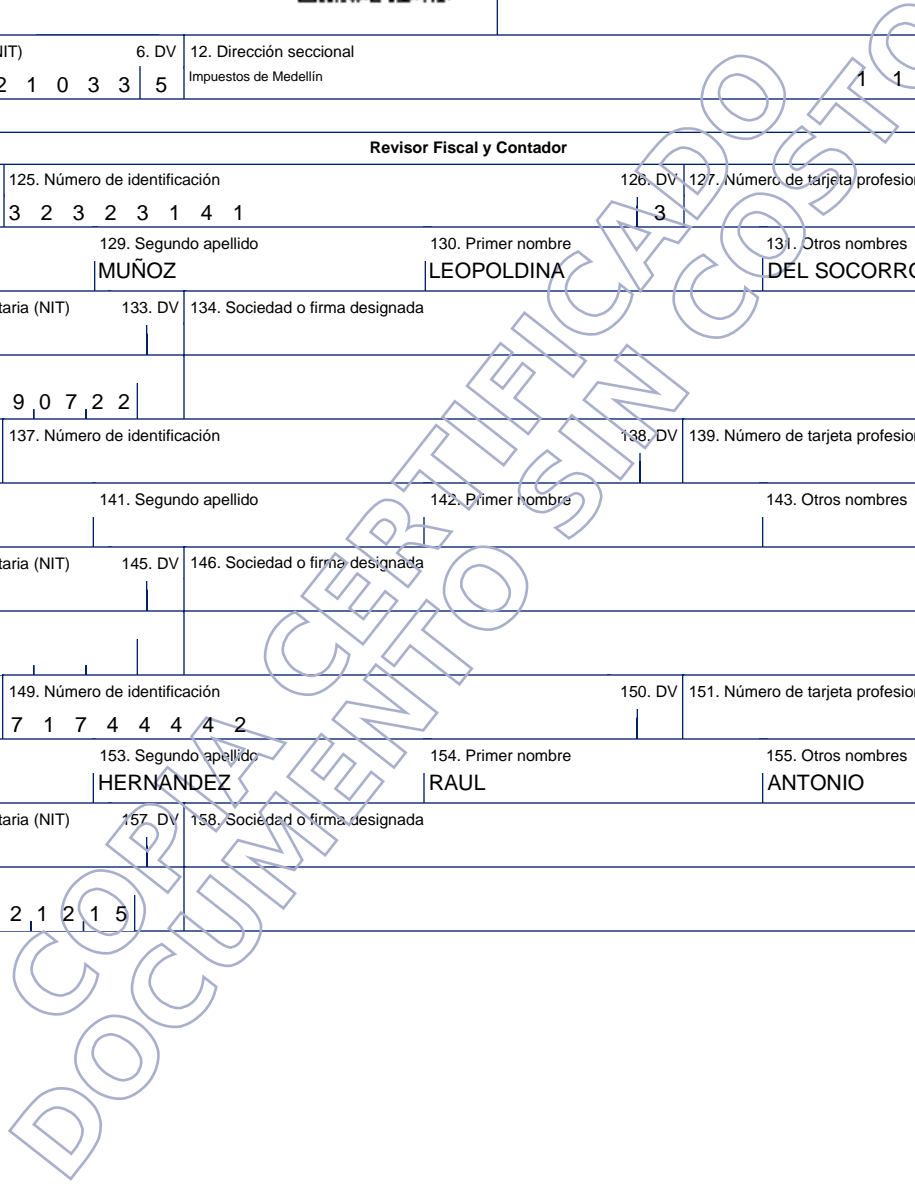 IT) 6. DV 12. Dirección seccional
2 1 0 3 3 5 Impuestos de Medellín 1 1
Revisor Fiscal y Contador
125. Número de identificación 126. DV 127. Número de tarjeta profesion
3 2 3 2 3 1 4 1 3
129. Segundo apellido 130. Primer nombre 131. Otros nombres
MUÑOZ LEOPOLDINA DEL SOCORRO
taria (NIT) 133. DV 134. Sociedad o firma designada
9 0 7 2 2
137. Número de identificación 138. DV 139. Número de tarjeta profesion
141. Segundo apellido 142. Primer nombre 143. Otros nombres
taria (NIT) 145. DV 146. Sociedad o firma designada
149. Número de identificación 150. DV 151. Número de tarjeta profesion
7 1 7 4 4 4 4 2
153. Segundo apellido 154. Primer nombre 155. Otros nombres
HERNANDEZ RAUL ANTONIO
taria (NIT) 157. DV 158. Sociedad o firma designada
2 1 2 1 5
COPIA CERTIFICADO
DOCUMENTO SIN COSTO